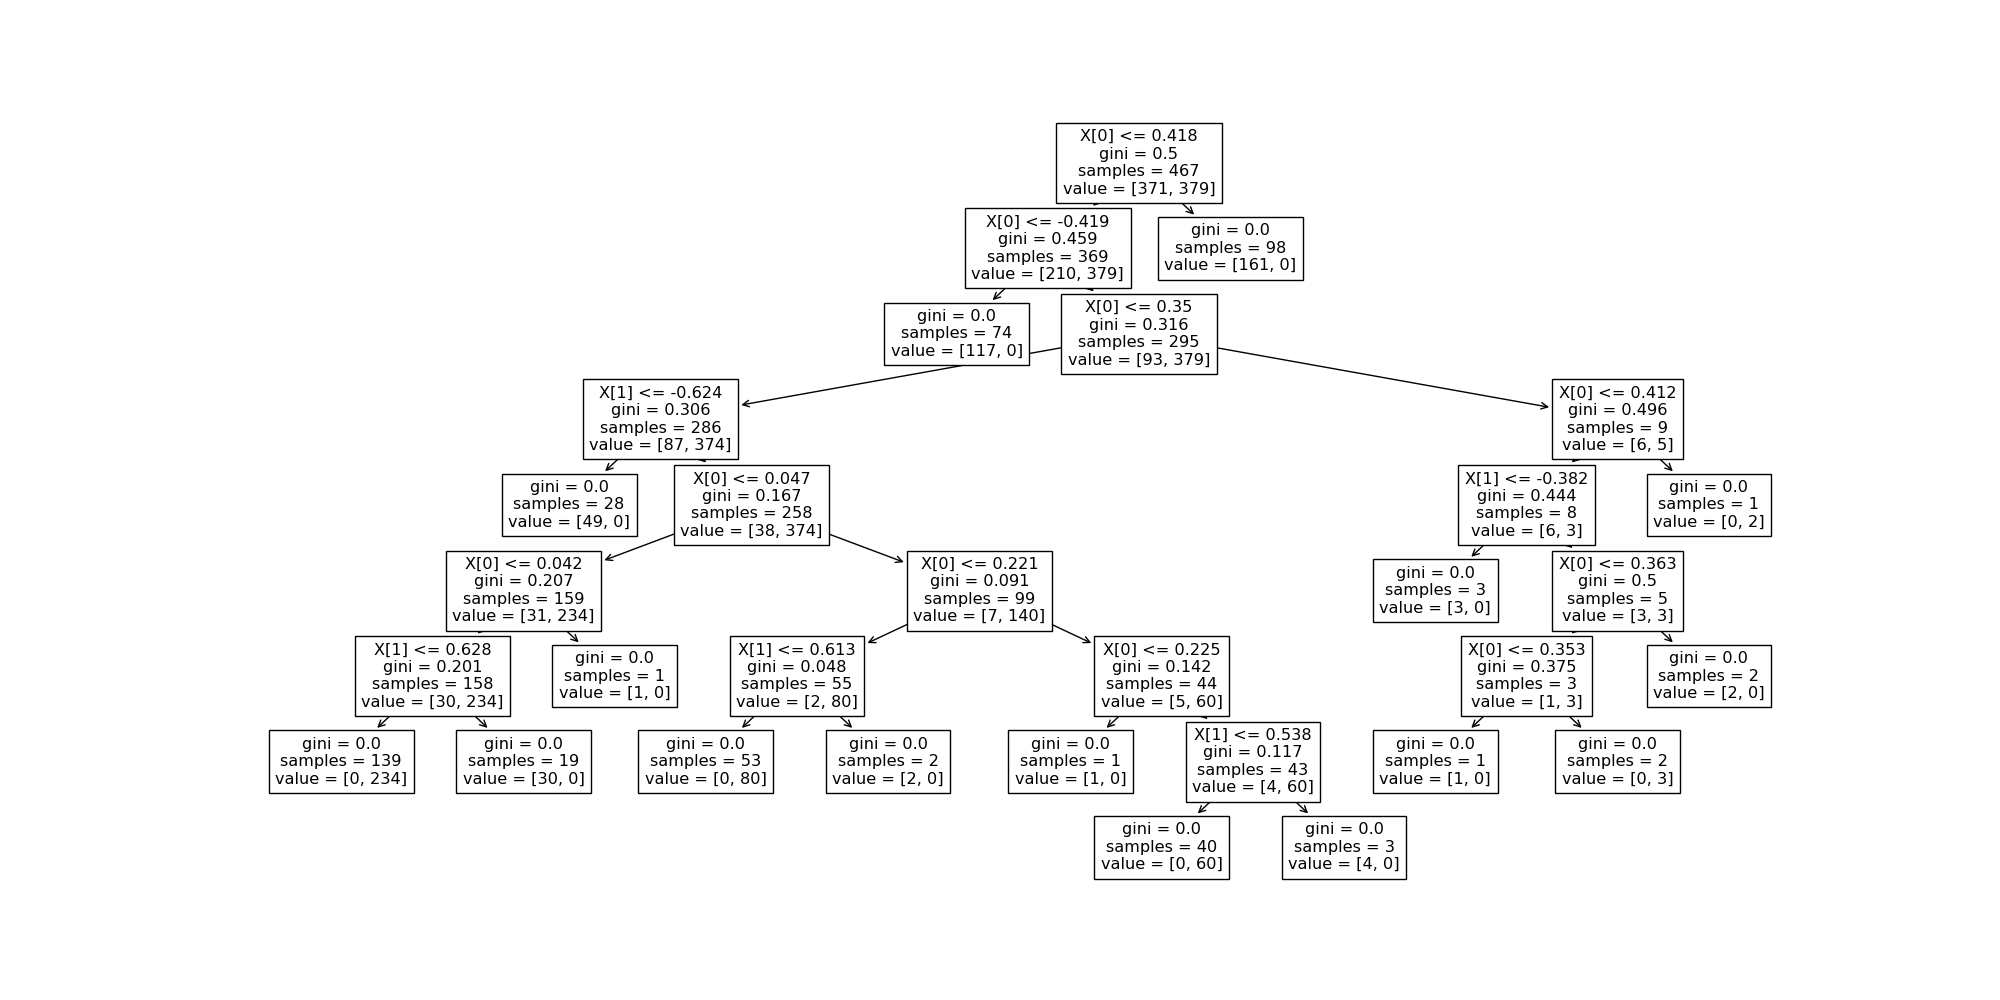 X[0] <= 0.418
gini = 0.5
samples = 467
value = [371, 379]
X[0] <= -0.419
gini = 0.459
samples = 369
value = [210, 379]
gini = 0.0
samples = 98
value = [161, 0]
gini = 0.0
samples = 74
value = [117, 0]
X[0] <= 0.35
gini = 0.316
samples = 295
value = [93, 379]
X[1] <= -0.624
gini = 0.306
samples = 286
value = [87, 374]
X[0] <= 0.412
gini = 0.496
samples = 9
value = [6, 5]
gini = 0.0
samples = 28
value = [49, 0]
X[0] <= 0.047
gini = 0.167
samples = 258
value = [38, 374]
X[1] <= -0.382
gini = 0.444
samples = 8
value = [6, 3]
gini = 0.0
samples = 1
value = [0, 2]
X[0] <= 0.042
gini = 0.207
samples = 159
value = [31, 234]
X[0] <= 0.221
gini = 0.091
samples = 99
value = [7, 140]
gini = 0.0
samples = 3
value = [3, 0]
X[0] <= 0.363
gini = 0.5
samples = 5
value = [3, 3]
X[1] <= 0.628
gini = 0.201
samples = 158
value = [30, 234]
gini = 0.0
samples = 1
value = [1, 0]
X[1] <= 0.613
gini = 0.048
samples = 55
value = [2, 80]
X[0] <= 0.225
gini = 0.142
samples = 44
value = [5, 60]
X[0] <= 0.353
gini = 0.375
samples = 3
value = [1, 3]
gini = 0.0
samples = 2
value = [2, 0]
gini = 0.0
samples = 139
value = [0, 234]
gini = 0.0
samples = 19
value = [30, 0]
gini = 0.0
samples = 53
value = [0, 80]
gini = 0.0
samples = 2
value = [2, 0]
gini = 0.0
samples = 1
value = [1, 0]
X[1] <= 0.538
gini = 0.117
samples = 43
value = [4, 60]
gini = 0.0
samples = 1
value = [1, 0]
gini = 0.0
samples = 2
value = [0, 3]
gini = 0.0
samples = 40
value = [0, 60]
gini = 0.0
samples = 3
value = [4, 0]